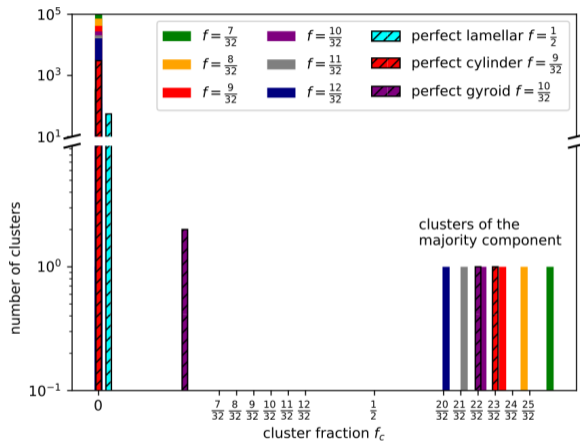 10^5
10^3
10^1
10^0
10^-1
number of clusters
f = 7/32
f = 8/32
f = 9/32
f = 10/32
f = 11/32
f = 12/32
perfect lamellar f = 1/2
perfect cylinder f = 9/32
perfect gyroid f = 10/32
clusters of the
majority component
0 7/32 8/32 9/32 10/32 11/32 12/32 1/2 20/32 21/32 22/32 23/32 24/32 25/32
cluster fraction f_c